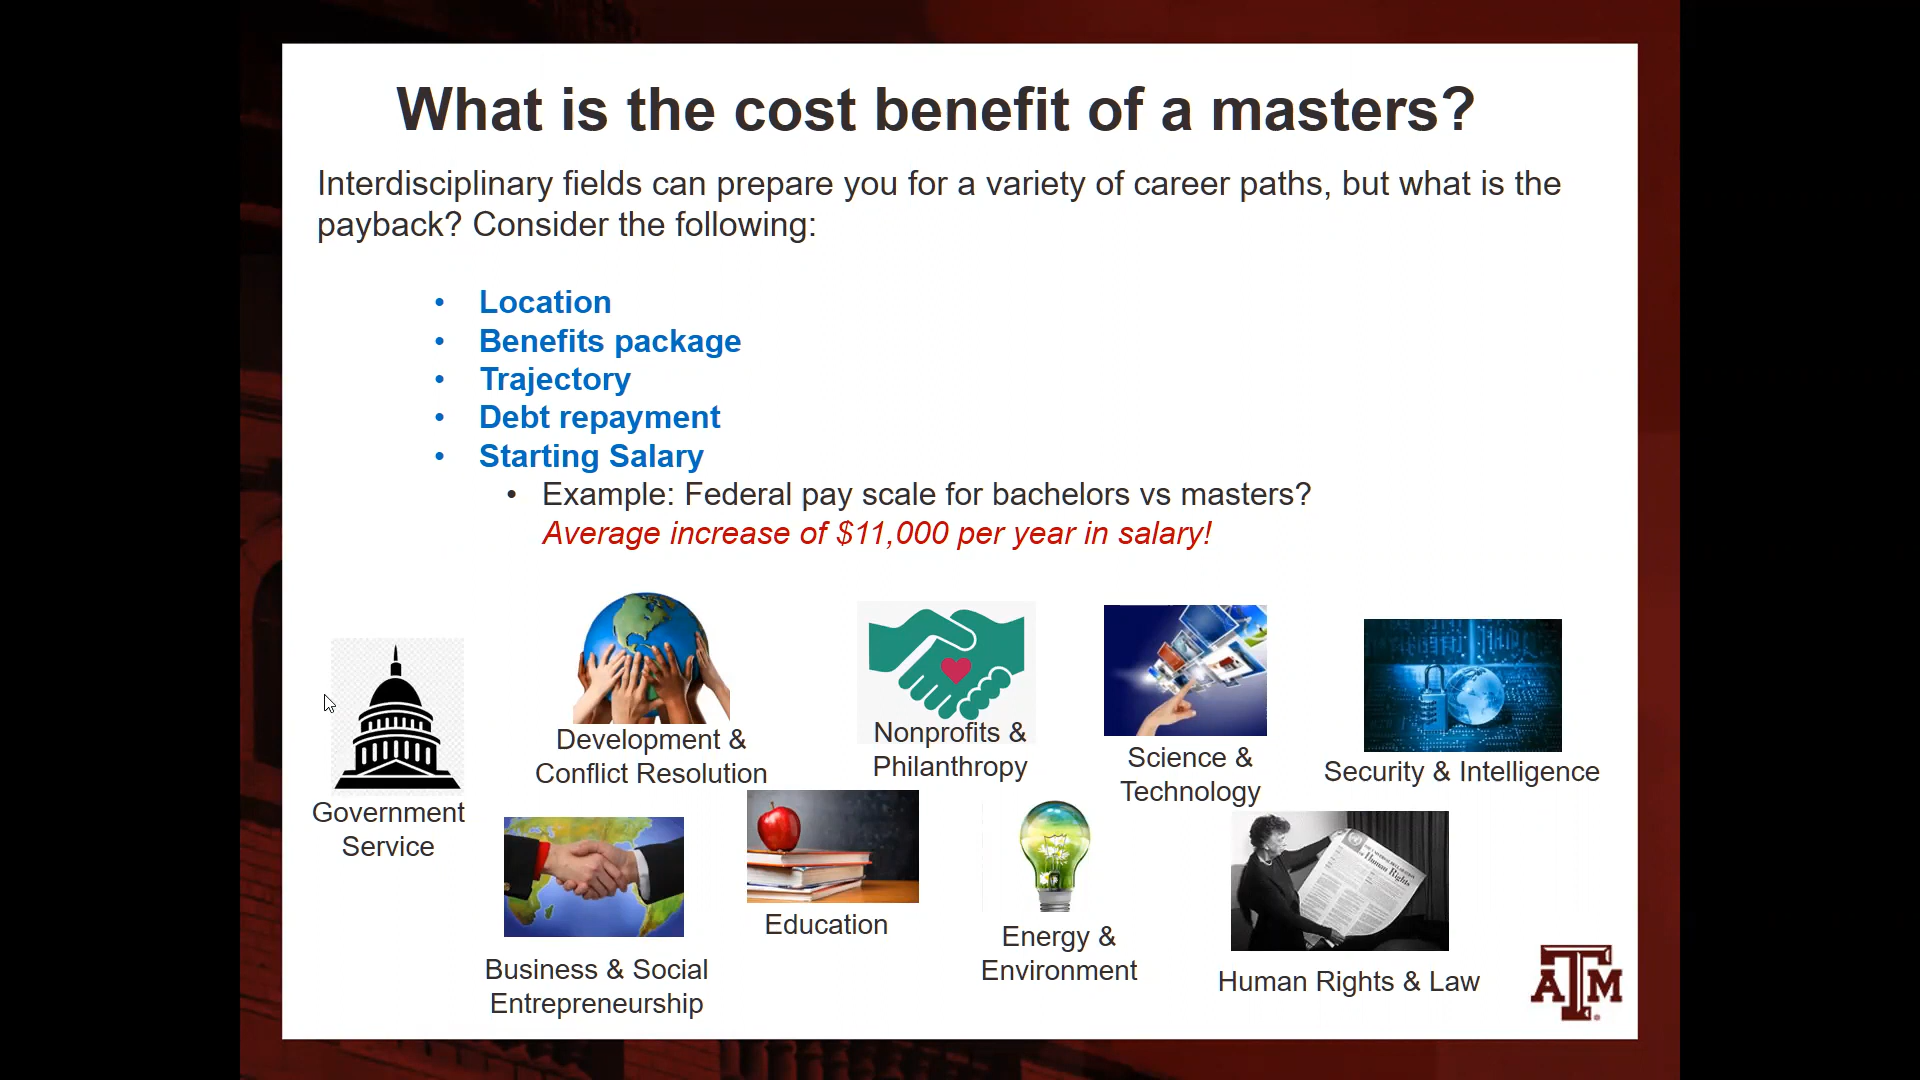 What is the cost benefit of a masters?
Interdisciplinary fields can prepare you for a variety of career paths, but what is the
payback? Consider the following:
• Location
• Benefits package
• Trajectory
• Debt repayment
• Starting Salary
• Example: Federal pay scale for bachelors vs masters?
Average increase of $11,000 per year in salary!
Government
Service
Development &
Conflict Resolution
Nonprofits &
Philanthropy
Science &
Technology
Security & Intelligence
Business & Social
Entrepreneurship
Education
Energy &
Environment
Human Rights
Human Rights & Law
ATM